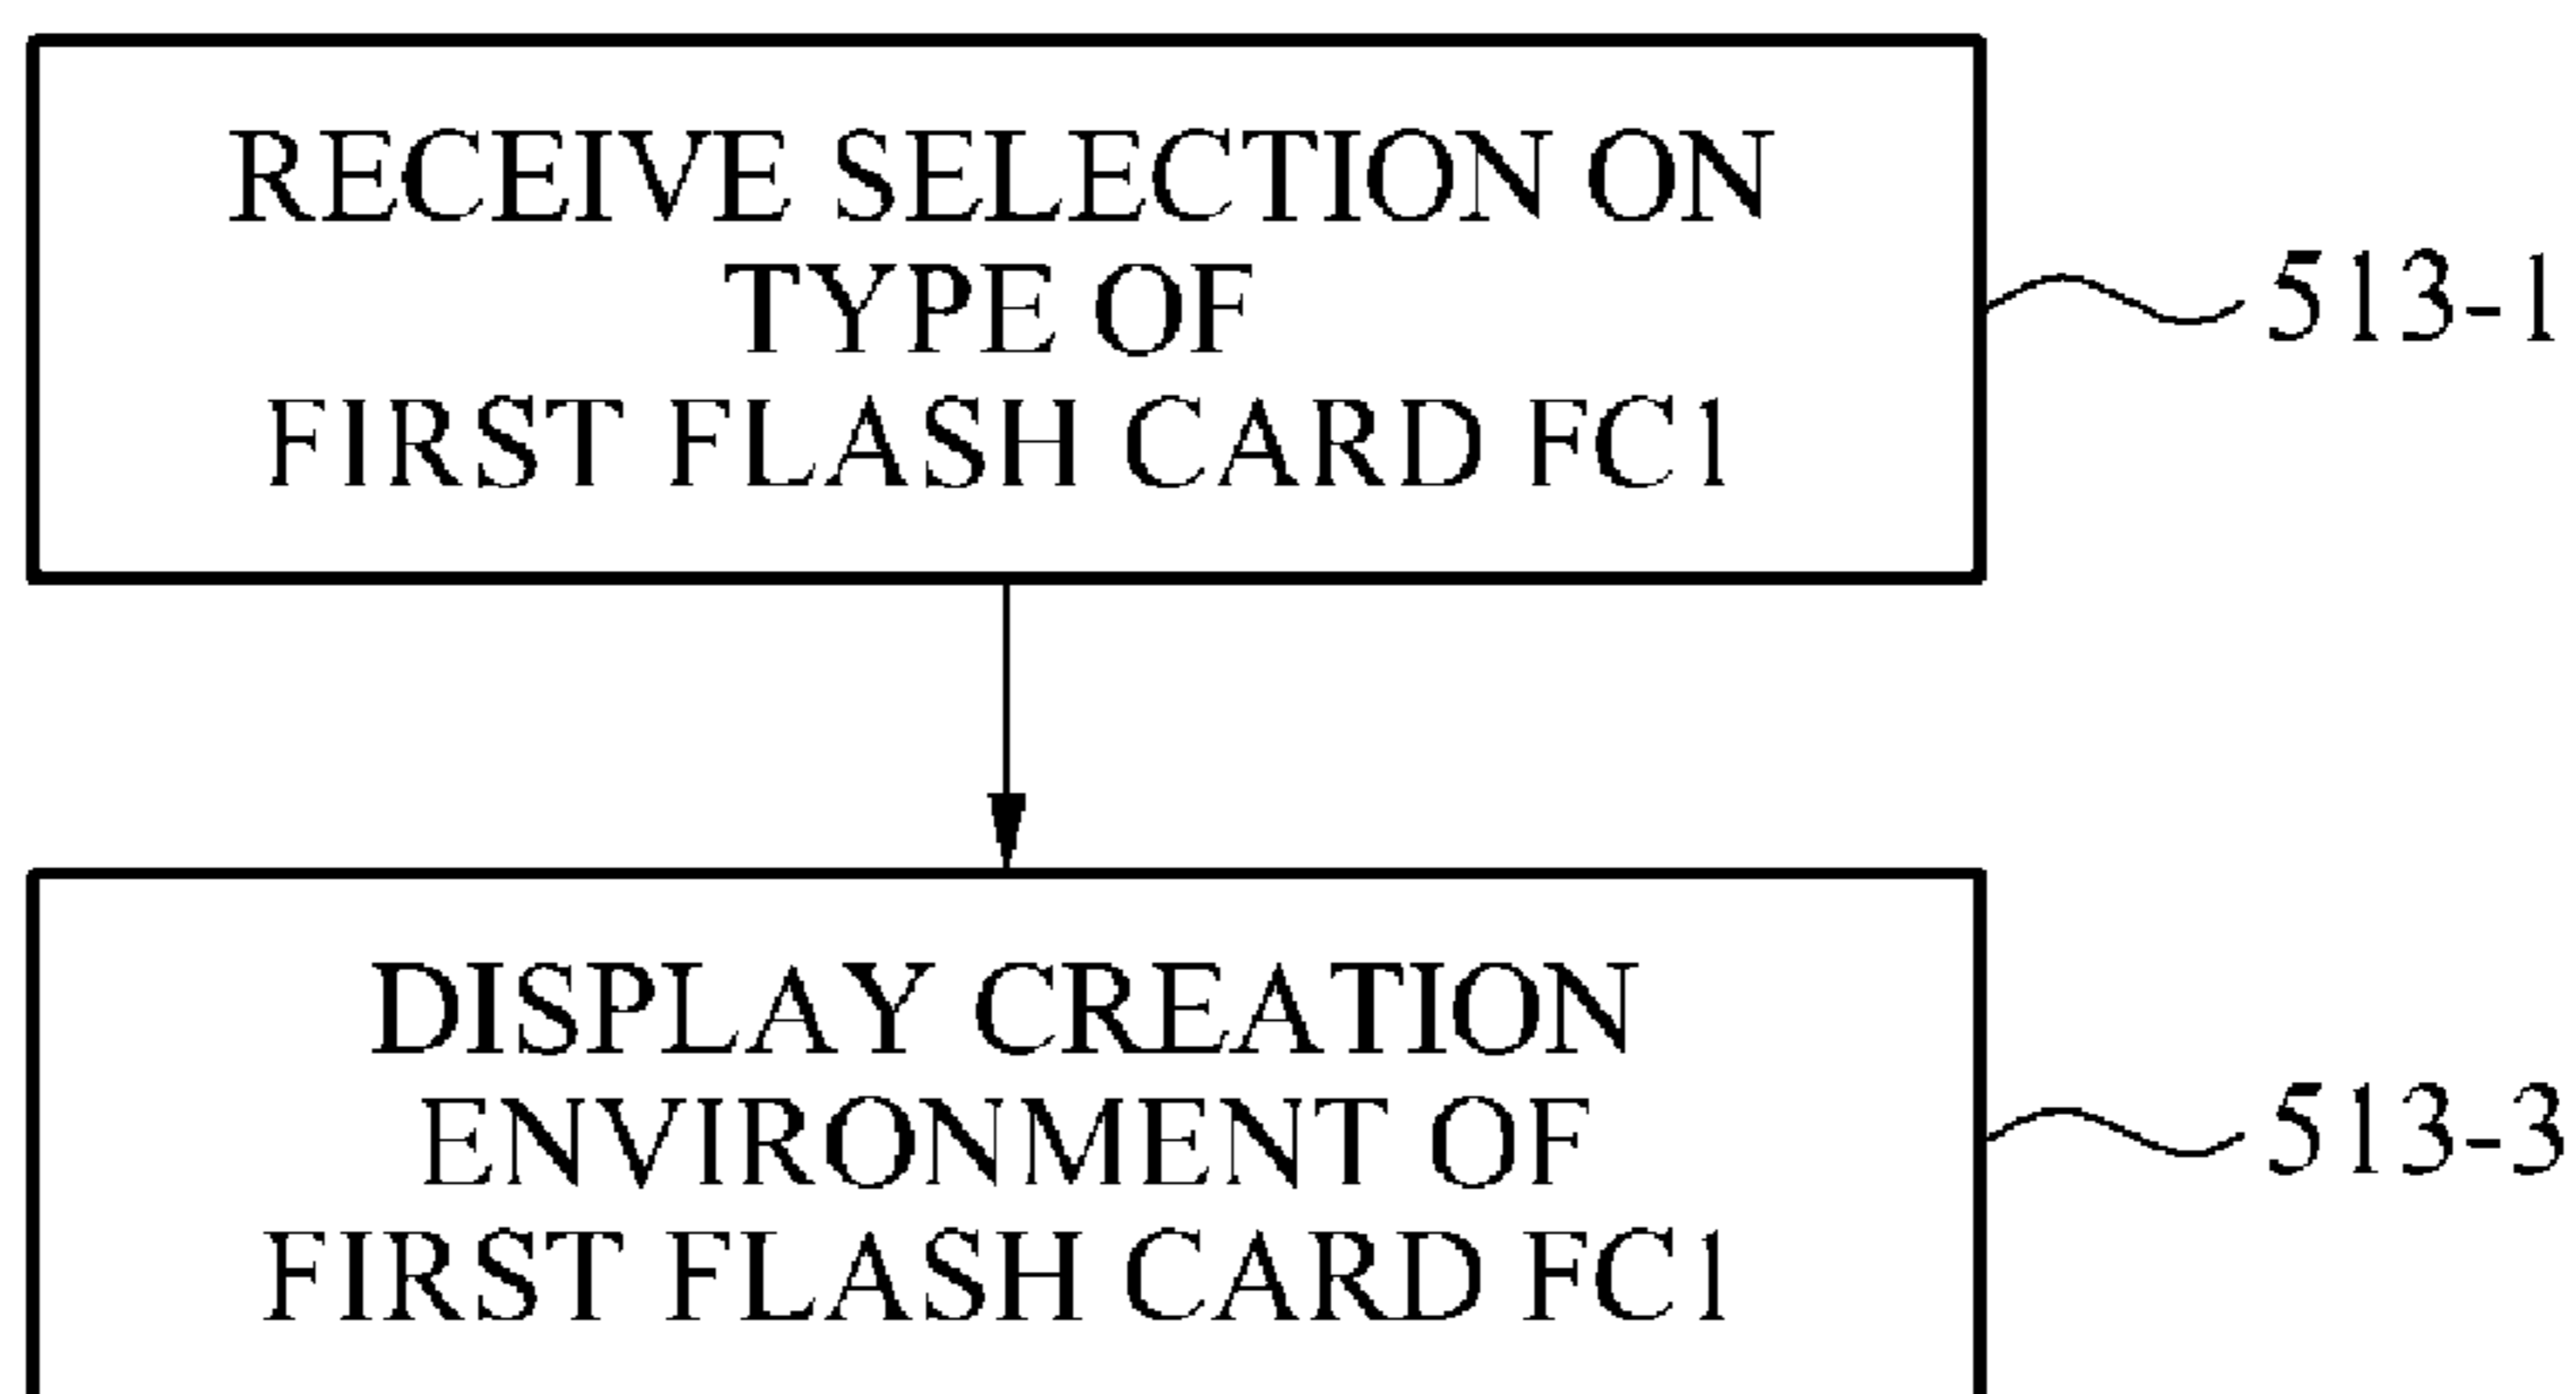 RECEIVE SELECTION ON
TYPE OF
FIRST FLASH CARD FC1
513-1
DISPLAY CREATION
ENVIRONMENT OF
FIRST FLASH CARD FC1
513-3